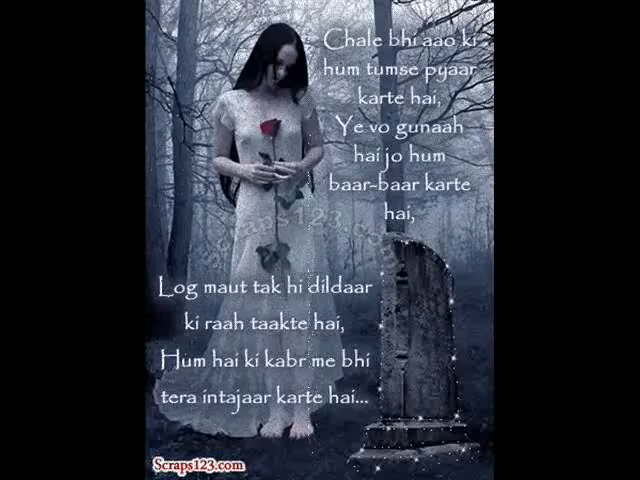 Chale bhi aao ki
hum tumse pyaar
karte hai,
Ye vo gunaah
hai jo hum
baar-baar karte
hai,
scraps123.com
Log maut tak hi dildaar
ki raah taakte hai,
Hum hai ki kabr me bhi
tera intajaar karte hai...
Scraps123.com